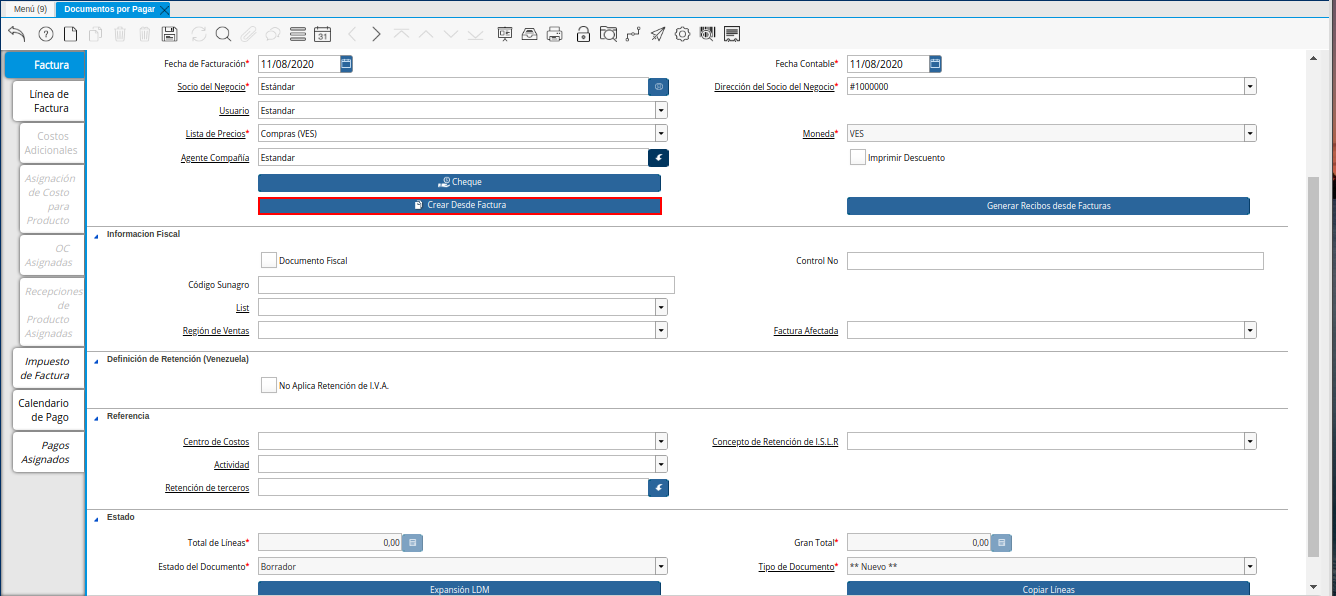 Menú (9) Documentos por Pagar
31
Factura
Línea de
Factura
Costos
Adicionales
Asignación
de Costo
para
Producto
OC
Asignadas
Recepciones
de
Producto
Asignadas
Impuesto
de Factura
Calendario
de Pago
Pagos
Asignados
Fecha de Facturación* 11/08/2020 Fecha Contable* 11/08/2020
Socio del Negocio* Estándar Dirección del Socio del Negocio* #1000000
Usuario Estandar
Lista de Precios* Compras (VES) Moneda* VES
Agente Compañía Estandar Imprimir Descuento
Cheque
Crear Desde Factura Generar Recibos desde Facturas
Informacion Fiscal
Documento Fiscal Control No
Código Sunagro
List
Región de Ventas Factura Afectada
Definición de Retención (Venezuela)
No Aplica Retención de I.V.A.
Referencia
Centro de Costos Concepto de Retención de I.S.L.R
Actividad
Retención de terceros
Estado
Total de Líneas* 0,00 Gran Total* 0,00
Estado del Documento* Borrador Tipo de Documento* ** Nuevo **
Expansión LDM Copiar Líneas